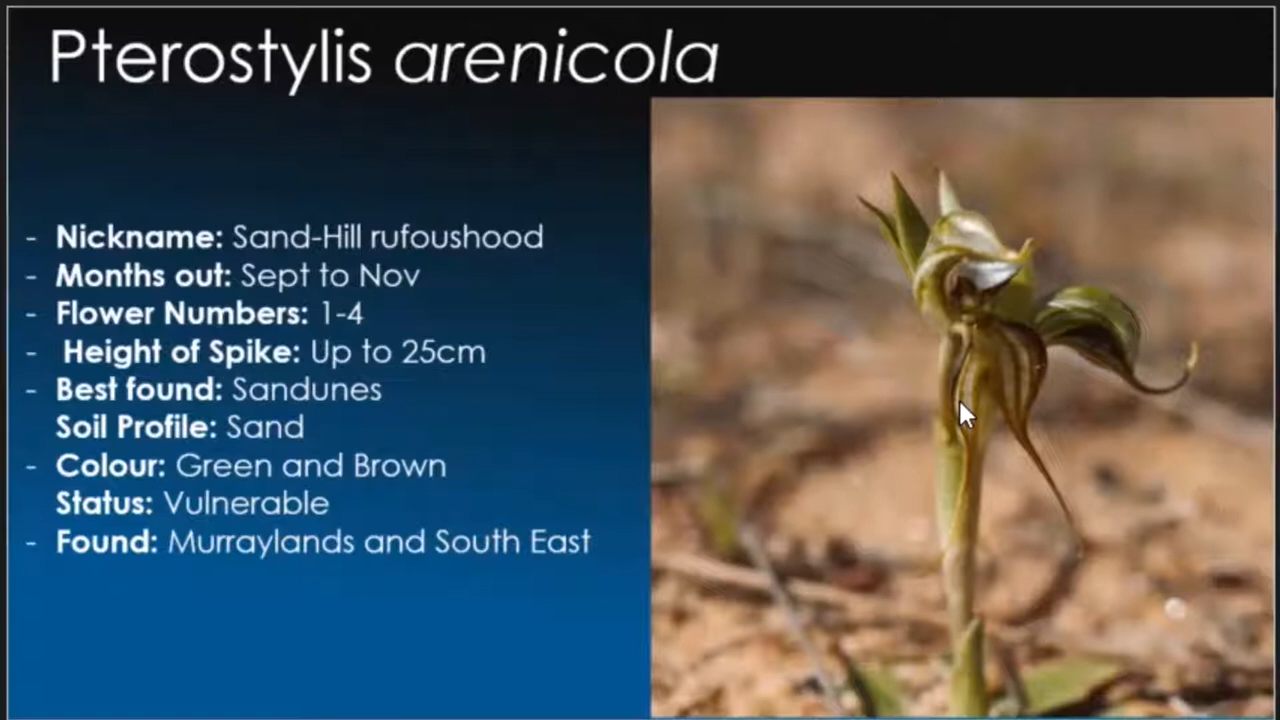 Pterostylis arenicola
- Nickname: Sand-Hill rufoushood
- Months out: Sept to Nov
- Flower Numbers: 1-4
- Height of Spike: Up to 25cm
- Best found: Sandunes
Soil Profile: Sand
- Colour: Green and Brown
Status: Vulnerable
- Found: Murraylands and South East